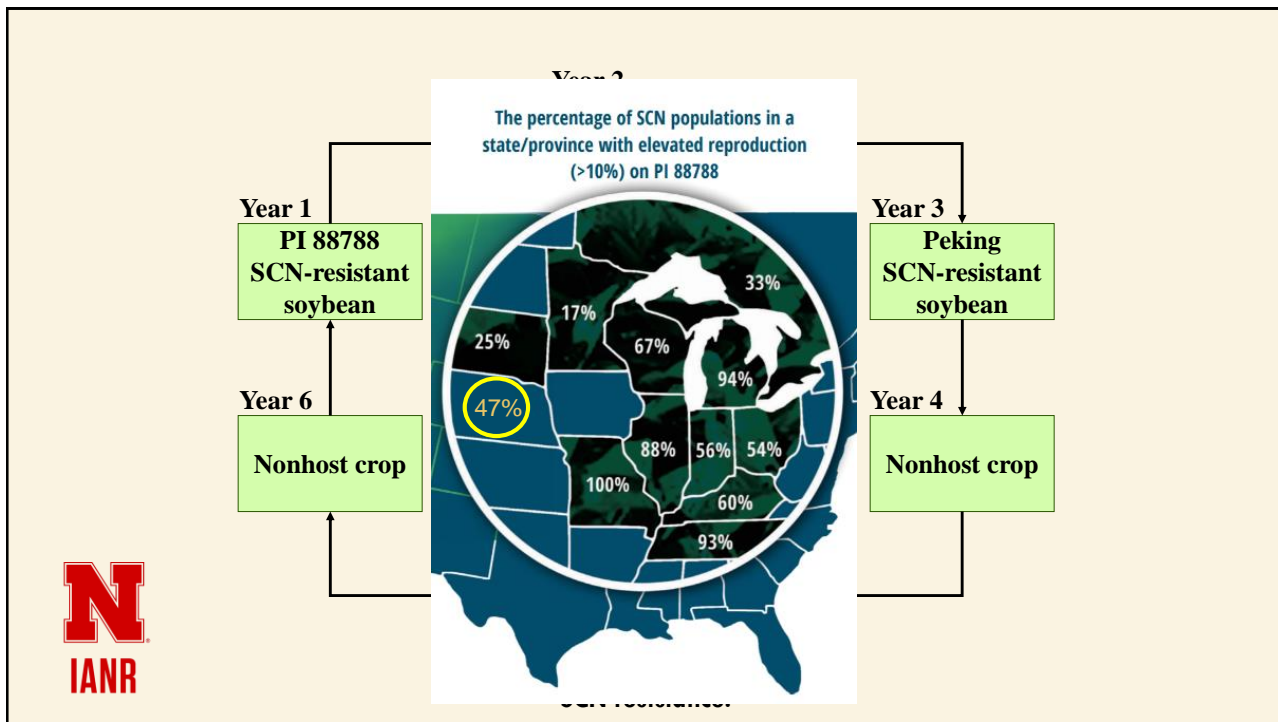 Year 2
The percentage of SCN populations in a
state/province with elevated reproduction
(>10%) on PI 88788
Year 1
PI 88788
SCN-resistant
soybean
Year 3
Peking
SCN-resistant
soybean
33%
17%
25%
67%
94%
47%
88%
56%
54%
100%
60%
93%
Year 6
Nonhost crop
Year 4
Nonhost crop
N
IANR